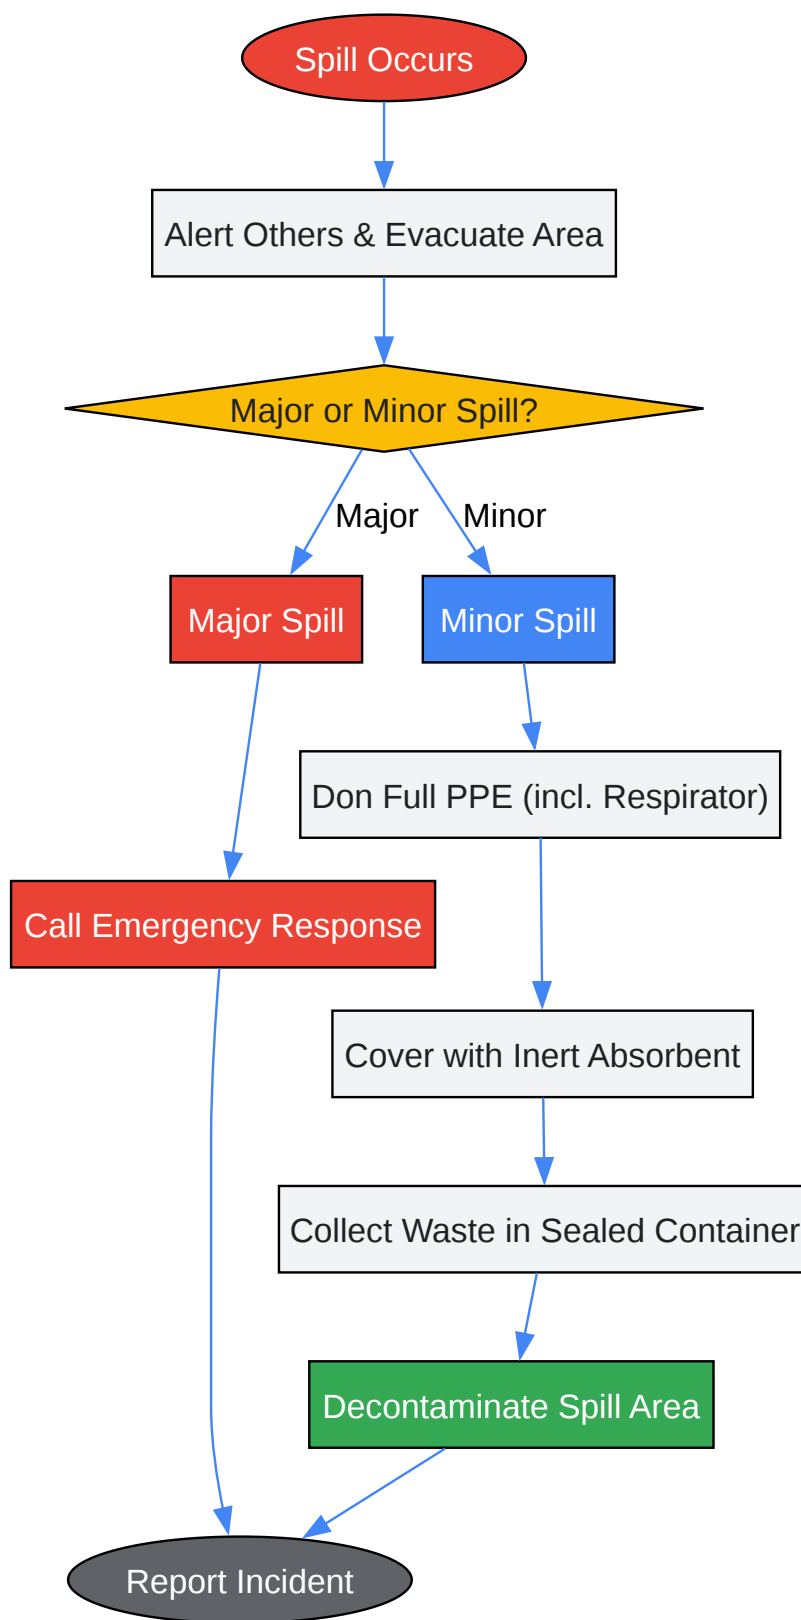 Spill Occurs
Alert Others & Evacuate Area
Major or Minor Spill?
Major
Minor
Major Spill
Minor Spill
Don Full PPE (incl. Respirator)
Call Emergency Response
Cover with Inert Absorbent
Collect Waste in Sealed Container
Decontaminate Spill Area
Report Incident